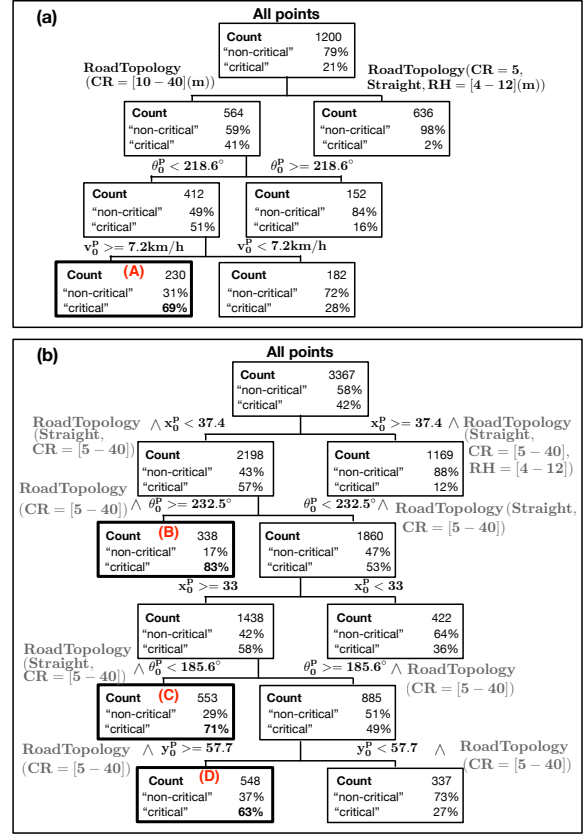 (a)
All points
Count 1200
"non-critical" 79%
"critical" 21%
RoadTopology
(CR = [10 − 40](m))
RoadTopology(CR = 5,
Straight, RH = [4 − 12](m))
Count 564
"non-critical" 59%
"critical" 41%
Count 636
"non-critical" 98%
"critical" 2%
θ₀ᵖ < 218.6° θ₀ᵖ >= 218.6°
Count 412
"non-critical" 49%
"critical" 51%
Count 152
"non-critical" 84%
"critical" 16%
v₀ᵖ >= 7.2km/h v₀ᵖ < 7.2km/h
(A)
Count 230
"non-critical" 31%
"critical" 69%
Count 182
"non-critical" 72%
"critical" 28%
(b)
All points
Count 3367
"non-critical" 58%
"critical" 42%
RoadTopology ∧ x₀ᵖ < 37.4
(Straight,
CR = [5 − 40])
x₀ᵖ >= 37.4 ∧ RoadTopology
(Straight,
CR = [5 − 40],
RH = [4 − 12])
Count 2198
"non-critical" 43%
"critical" 57%
Count 1169
"non-critical" 88%
"critical" 12%
RoadTopology
(CR = [5 − 40]) ∧ θ₀ᵖ >= 232.5°
θ₀ᵖ < 232.5° ∧ RoadTopology(Straight,
CR = [5 − 40])
(B)
Count 338
"non-critical" 17%
"critical" 83%
Count 1860
"non-critical" 47%
"critical" 53%
x₀ᵖ >= 33 x₀ᵖ < 33
Count 1438
"non-critical" 42%
"critical" 58%
Count 422
"non-critical" 64%
"critical" 36%
RoadTopology
(Straight,
CR = [5 − 40]) ∧ θ₀ᵖ < 185.6°
θ₀ᵖ >= 185.6° ∧ RoadTopology
(CR = [5 − 40])
(C)
Count 553
"non-critical" 29%
"critical" 71%
Count 885
"non-critical" 51%
"critical" 49%
RoadTopology ∧ y₀ᵖ >= 57.7
(CR = [5 − 40])
y₀ᵖ < 57.7 ∧ RoadTopology
(CR = [5 − 40])
(D)
Count 548
"non-critical" 37%
"critical" 63%
Count 337
"non-critical" 73%
"critical" 27%